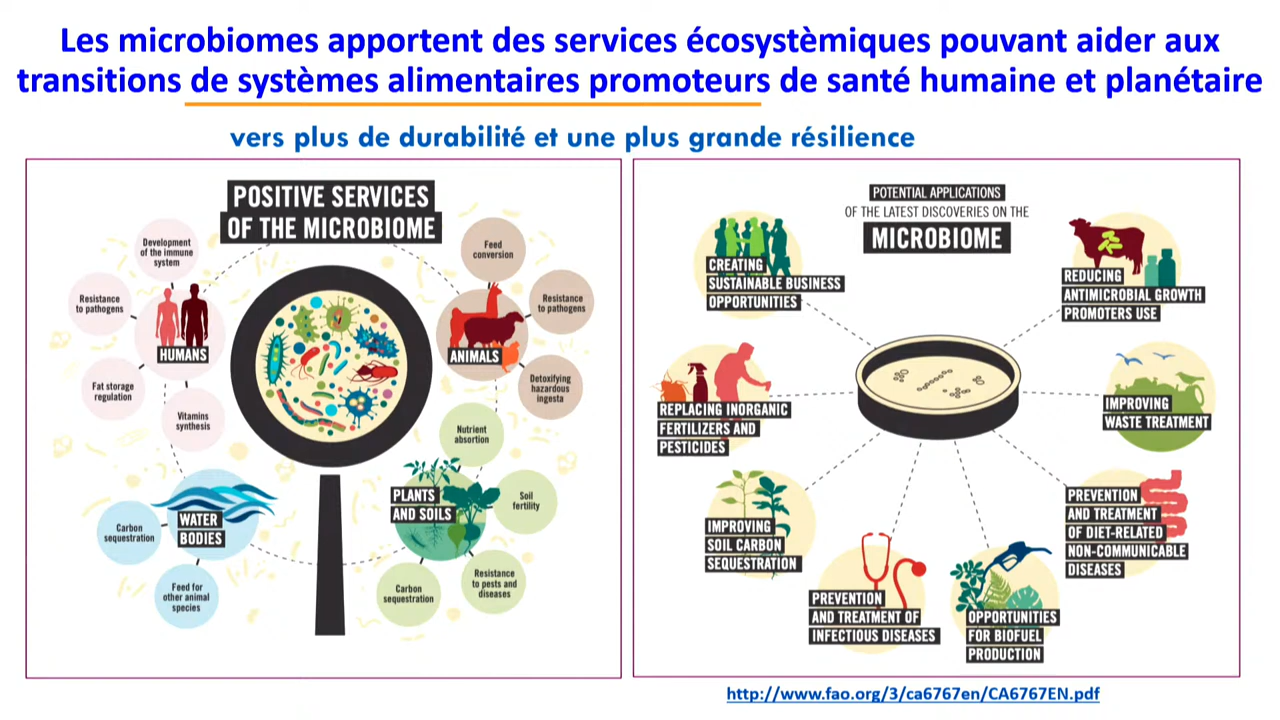 Les microbiomes apportent des services écosystèmiques pouvant aider aux
transitions de systèmes alimentaires promoteurs de santé humaine et planétaire
vers plus de durabilité et une plus grande résilience
POSITIVE SERVICES
OF THE MICROBIOME
Development
of the immune
system
Resistance
to pathogens
HUMANS
Fat storage
regulation
Vitamins
synthesis
Feed
conversion
Resistance
to pathogens
ANIMALS
Detoxifying
hazardous
ingesta
Nutrient
absortion
PLANTS
AND SOILS
Soil
fertility
Resistance
to pests and
diseases
Carbon
sequestration
WATER
BODIES
Carbon
sequestration
Feed for
other animal
species
POTENTIAL APPLICATIONS
OF THE LATEST DISCOVERIES ON THE
MICROBIOME
CREATING
SUSTAINABLE BUSINESS
OPPORTUNITIES
REDUCING
ANTIMICROBIAL GROWTH
PROMOTERS USE
REPLACING INORGANIC
FERTILIZERS AND
PESTICIDES
IMPROVING
WASTE TREATMENT
IMPROVING
SOIL CARBON
SEQUESTRATION
PREVENTION
AND TREATMENT
OF DIET-RELATED
NON-COMMUNICABLE
DISEASES
PREVENTION
AND TREATMENT OF
INFECTIOUS DISEASES
OPPORTUNITIES
FOR BIOFUEL
PRODUCTION
http://www.fao.org/3/ca6767en/CA6767EN.pdf